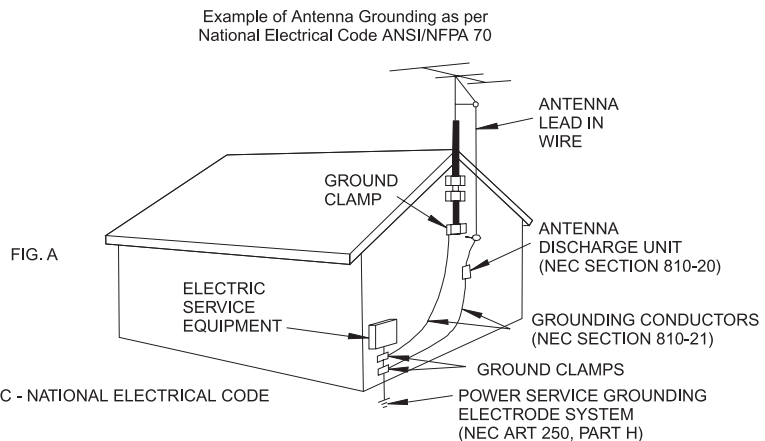 Example of Antenna Grounding as per
National Electrical Code ANSI/NFPA 70
ANTENNA
LEAD IN
WIRE
GROUND
CLAMP
ANTENNA
DISCHARGE UNIT
(NEC SECTION 810-20)
FIG. A
ELECTRIC
SERVICE
EQUIPMENT
GROUNDING CONDUCTORS
(NEC SECTION 810-21)
GROUND CLAMPS
C - NATIONAL ELECTRICAL CODE
POWER SERVICE GROUNDING
ELECTRODE SYSTEM
(NEC ART 250, PART H)